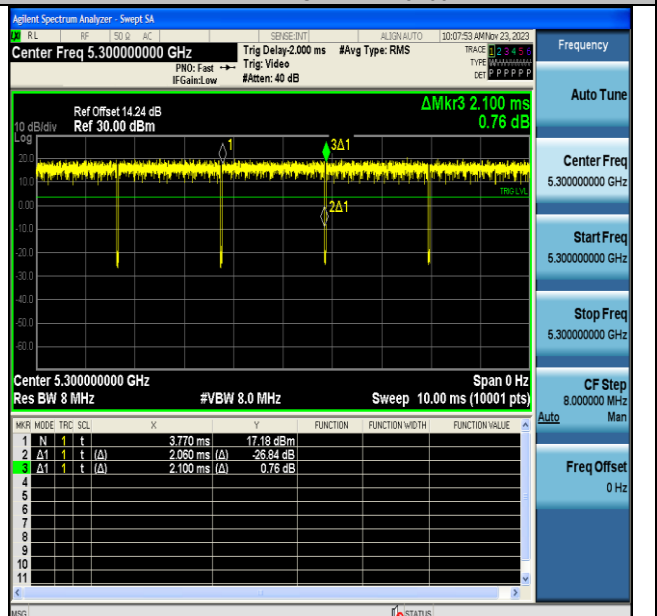 Agilent Spectrum Analyzer - Swept SA
RL RF 50 Ω AC SENSE:INT ALIGN AUTO 10:07:53 AMNov 23, 2023
Center Freq 5.300000000 GHz
PNO: Fast
IFGain:Low
Trig Delay-2.000 ms
Trig: Video
#Atten: 40 dB
#Avg Type: RMS
TRACE 1 2 3 4 5 6
TYPE
DET P P P P P P
Frequency
Ref Offset 14.24 dB
10 dB/div Ref 30.00 dBm
Log
ΔMkr3 2.100 ms
0.76 dB
1
3Δ1
2Δ1
TRIG LVL
20.0
10.0
0.00
-10.0
-20.0
-30.0
-40.0
-50.0
-60.0
Center 5.300000000 GHz Span 0 Hz
Res BW 8 MHz #VBW 8.0 MHz Sweep 10.00 ms (10001 pts)
MKR MODE TRC SCL X Y FUNCTION FUNCTION WIDTH FUNCTION VALUE
1 N 1 t 3.770 ms 17.18 dBm
2 Δ1 1 t (Δ) 2.060 ms (Δ) -26.84 dB
3 Δ1 1 t (Δ) 2.100 ms (Δ) 0.76 dB
4
5
6
7
8
9
10
11
MSG STATUS
Auto Tune
Center Freq
5.300000000 GHz
Start Freq
5.300000000 GHz
Stop Freq
5.300000000 GHz
CF Step
8.000000 MHz
Auto Man
Freq Offset
0 Hz